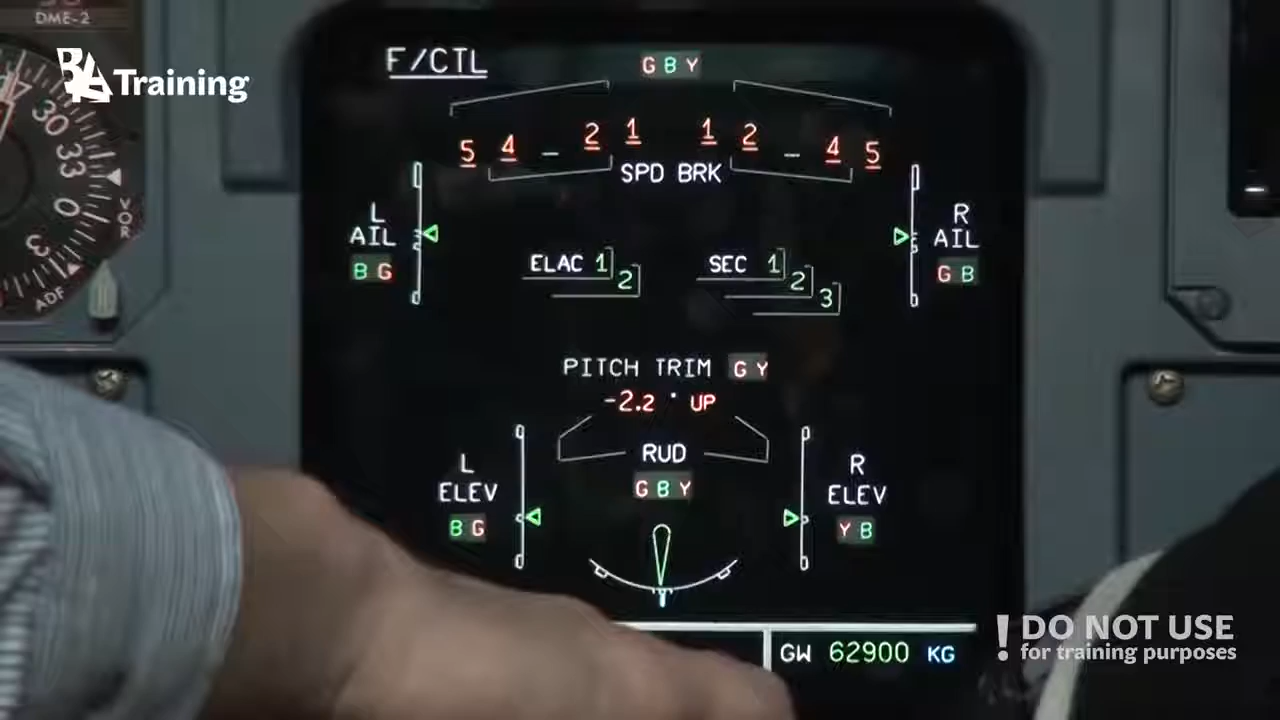 DME-2
BAA Training
30
33
0
3
VOR
ADF
F/CTL
G B Y
5 4 _ 2 1 1 2 _ 4 5
SPD BRK
L
AIL
B G
R
AIL
G B
ELAC 1
2
SEC 1
2
3
PITCH TRIM G Y
-2.2 ° UP
RUD
G B Y
L
ELEV
B G
R
ELEV
Y B
GW 62900 KG
! DO NOT USE
for training purposes